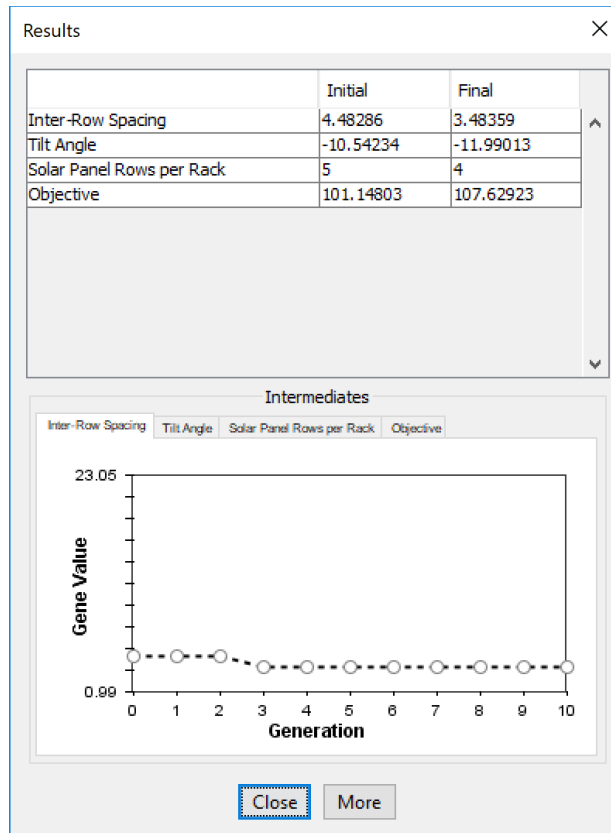 Results
Initial Final
Inter-Row Spacing 4.48286 3.48359
Tilt Angle -10.54234 -11.99013
Solar Panel Rows per Rack 5 4
Objective 101.14803 107.62923
Intermediates
Inter-Row Spacing Tilt Angle Solar Panel Rows per Rack Objective
23.05
Gene Value
0.99
0 1 2 3 4 5 6 7 8 9 10
Generation
Close More